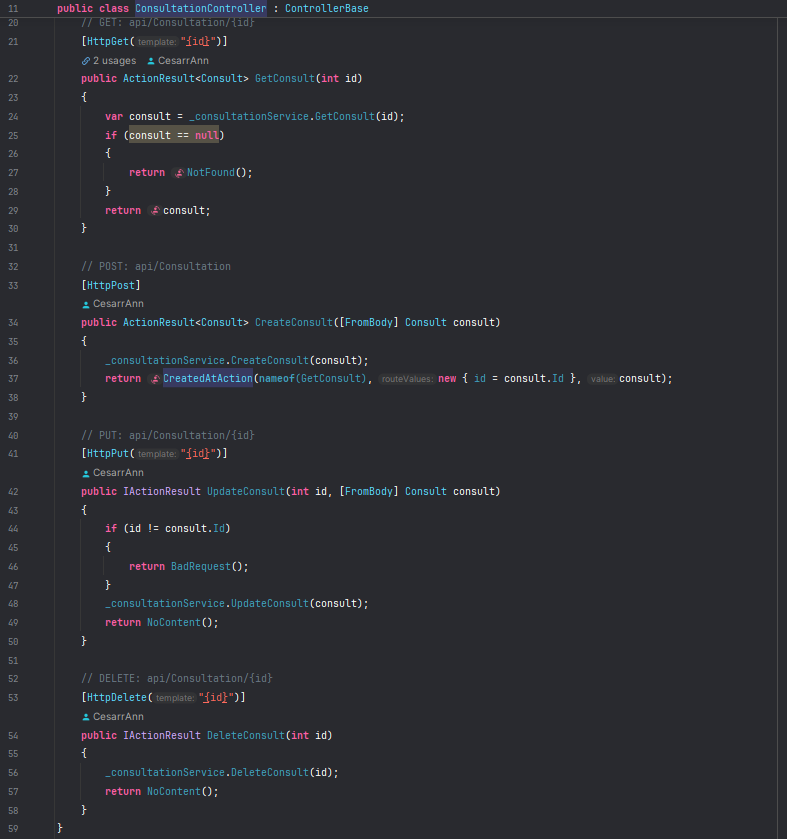 11 public class ConsultationController : ControllerBase
20 // GET: api/Consultation/{id}
21 [HttpGet( template: "{id}")]
2 usages CesarrAnn
22 public ActionResult<Consult> GetConsult(int id)
23 {
24 var consult = _consultationService.GetConsult(id);
25 if (consult == null)
26 {
27 return NotFound();
28 }
29 return consult;
30 }
31
32 // POST: api/Consultation
33 [HttpPost]
CesarrAnn
34 public ActionResult<Consult> CreateConsult([FromBody] Consult consult)
35 {
36 _consultationService.CreateConsult(consult);
37 return CreatedAtAction(nameof(GetConsult), routeValues: new { id = consult.Id }, value: consult);
38 }
39
40 // PUT: api/Consultation/{id}
41 [HttpPut( template: "{id}")]
CesarrAnn
42 public IActionResult UpdateConsult(int id, [FromBody] Consult consult)
43 {
44 if (id != consult.Id)
45 {
46 return BadRequest();
47 }
48 _consultationService.UpdateConsult(consult);
49 return NoContent();
50 }
51
52 // DELETE: api/Consultation/{id}
53 [HttpDelete( template: "{id}")]
CesarrAnn
54 public IActionResult DeleteConsult(int id)
55 {
56 _consultationService.DeleteConsult(id);
57 return NoContent();
58 }
59 }